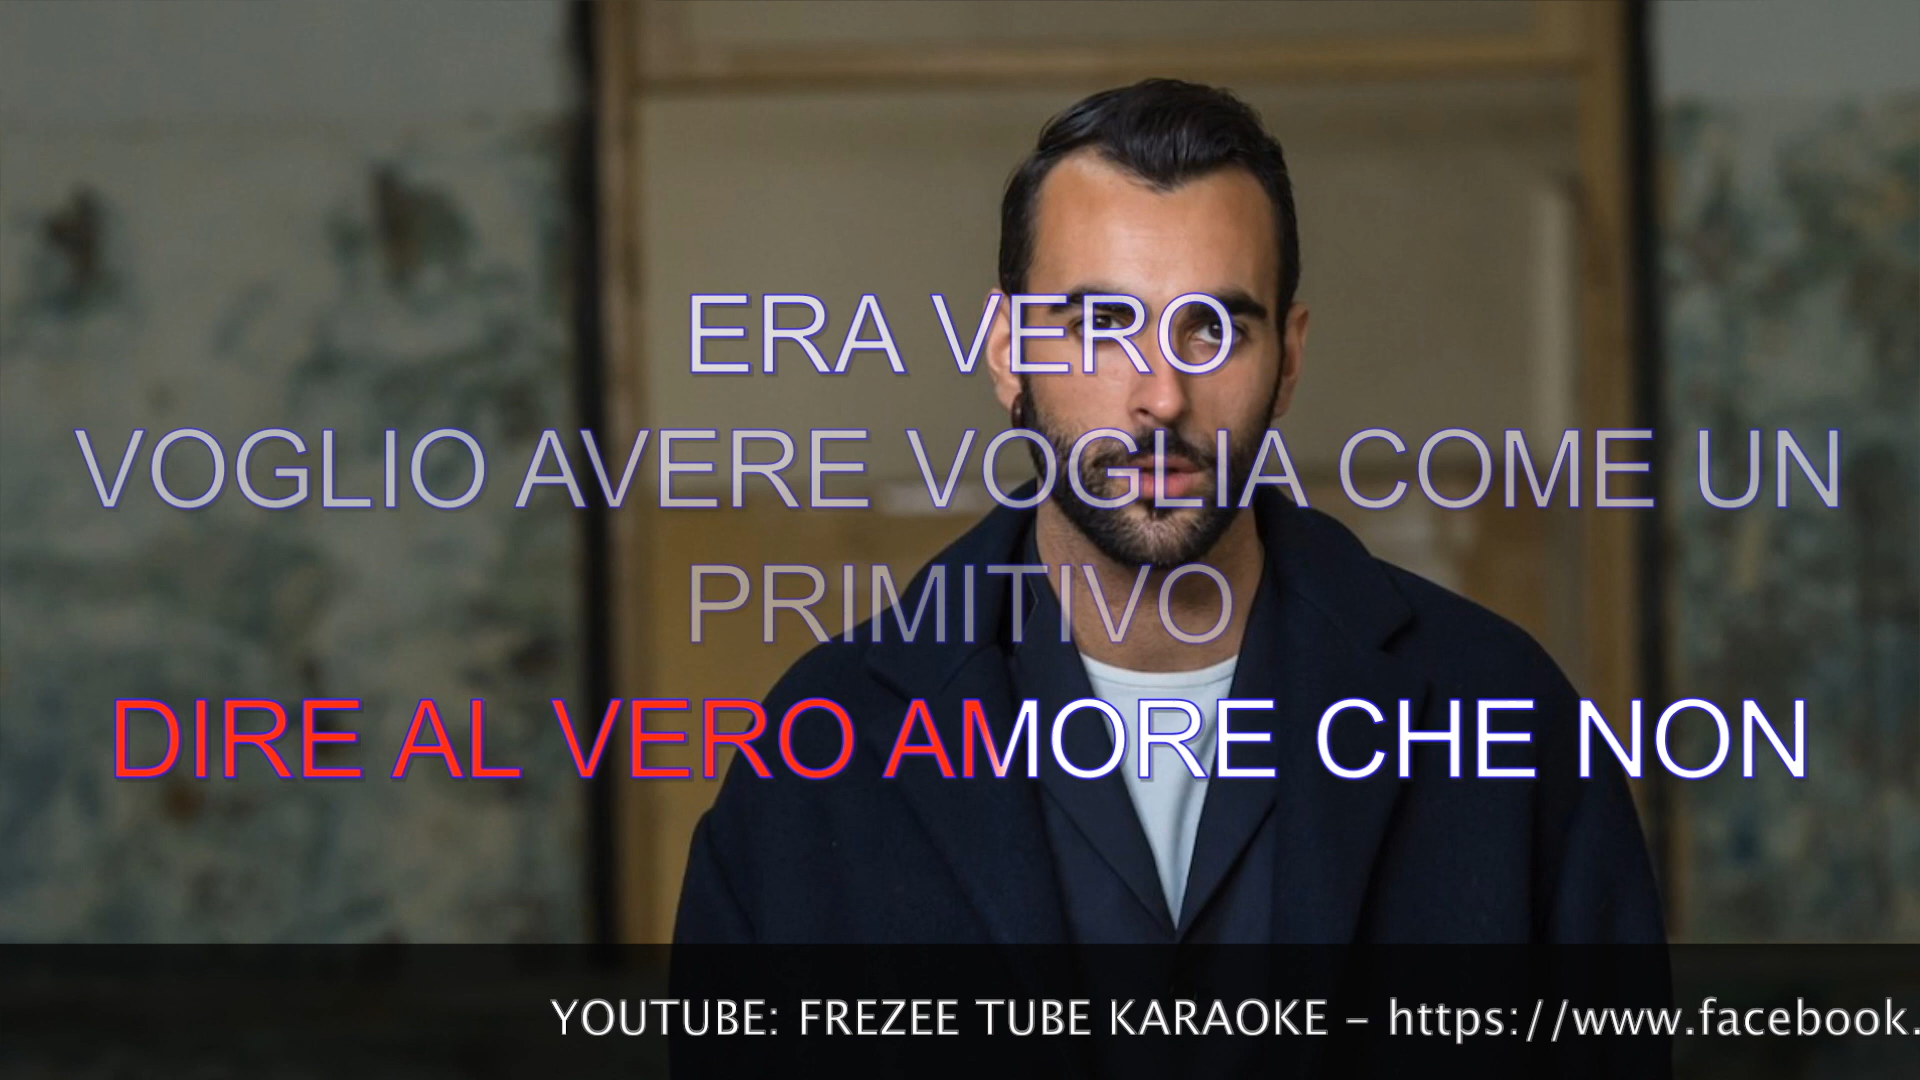 ERA VERO
VOGLIO AVERE VOGLIA COME UN
PRIMITIVO
DIRE AL VERO AMORE CHE NON
YOUTUBE: FREZEE TUBE KARAOKE – https://www.facebook.